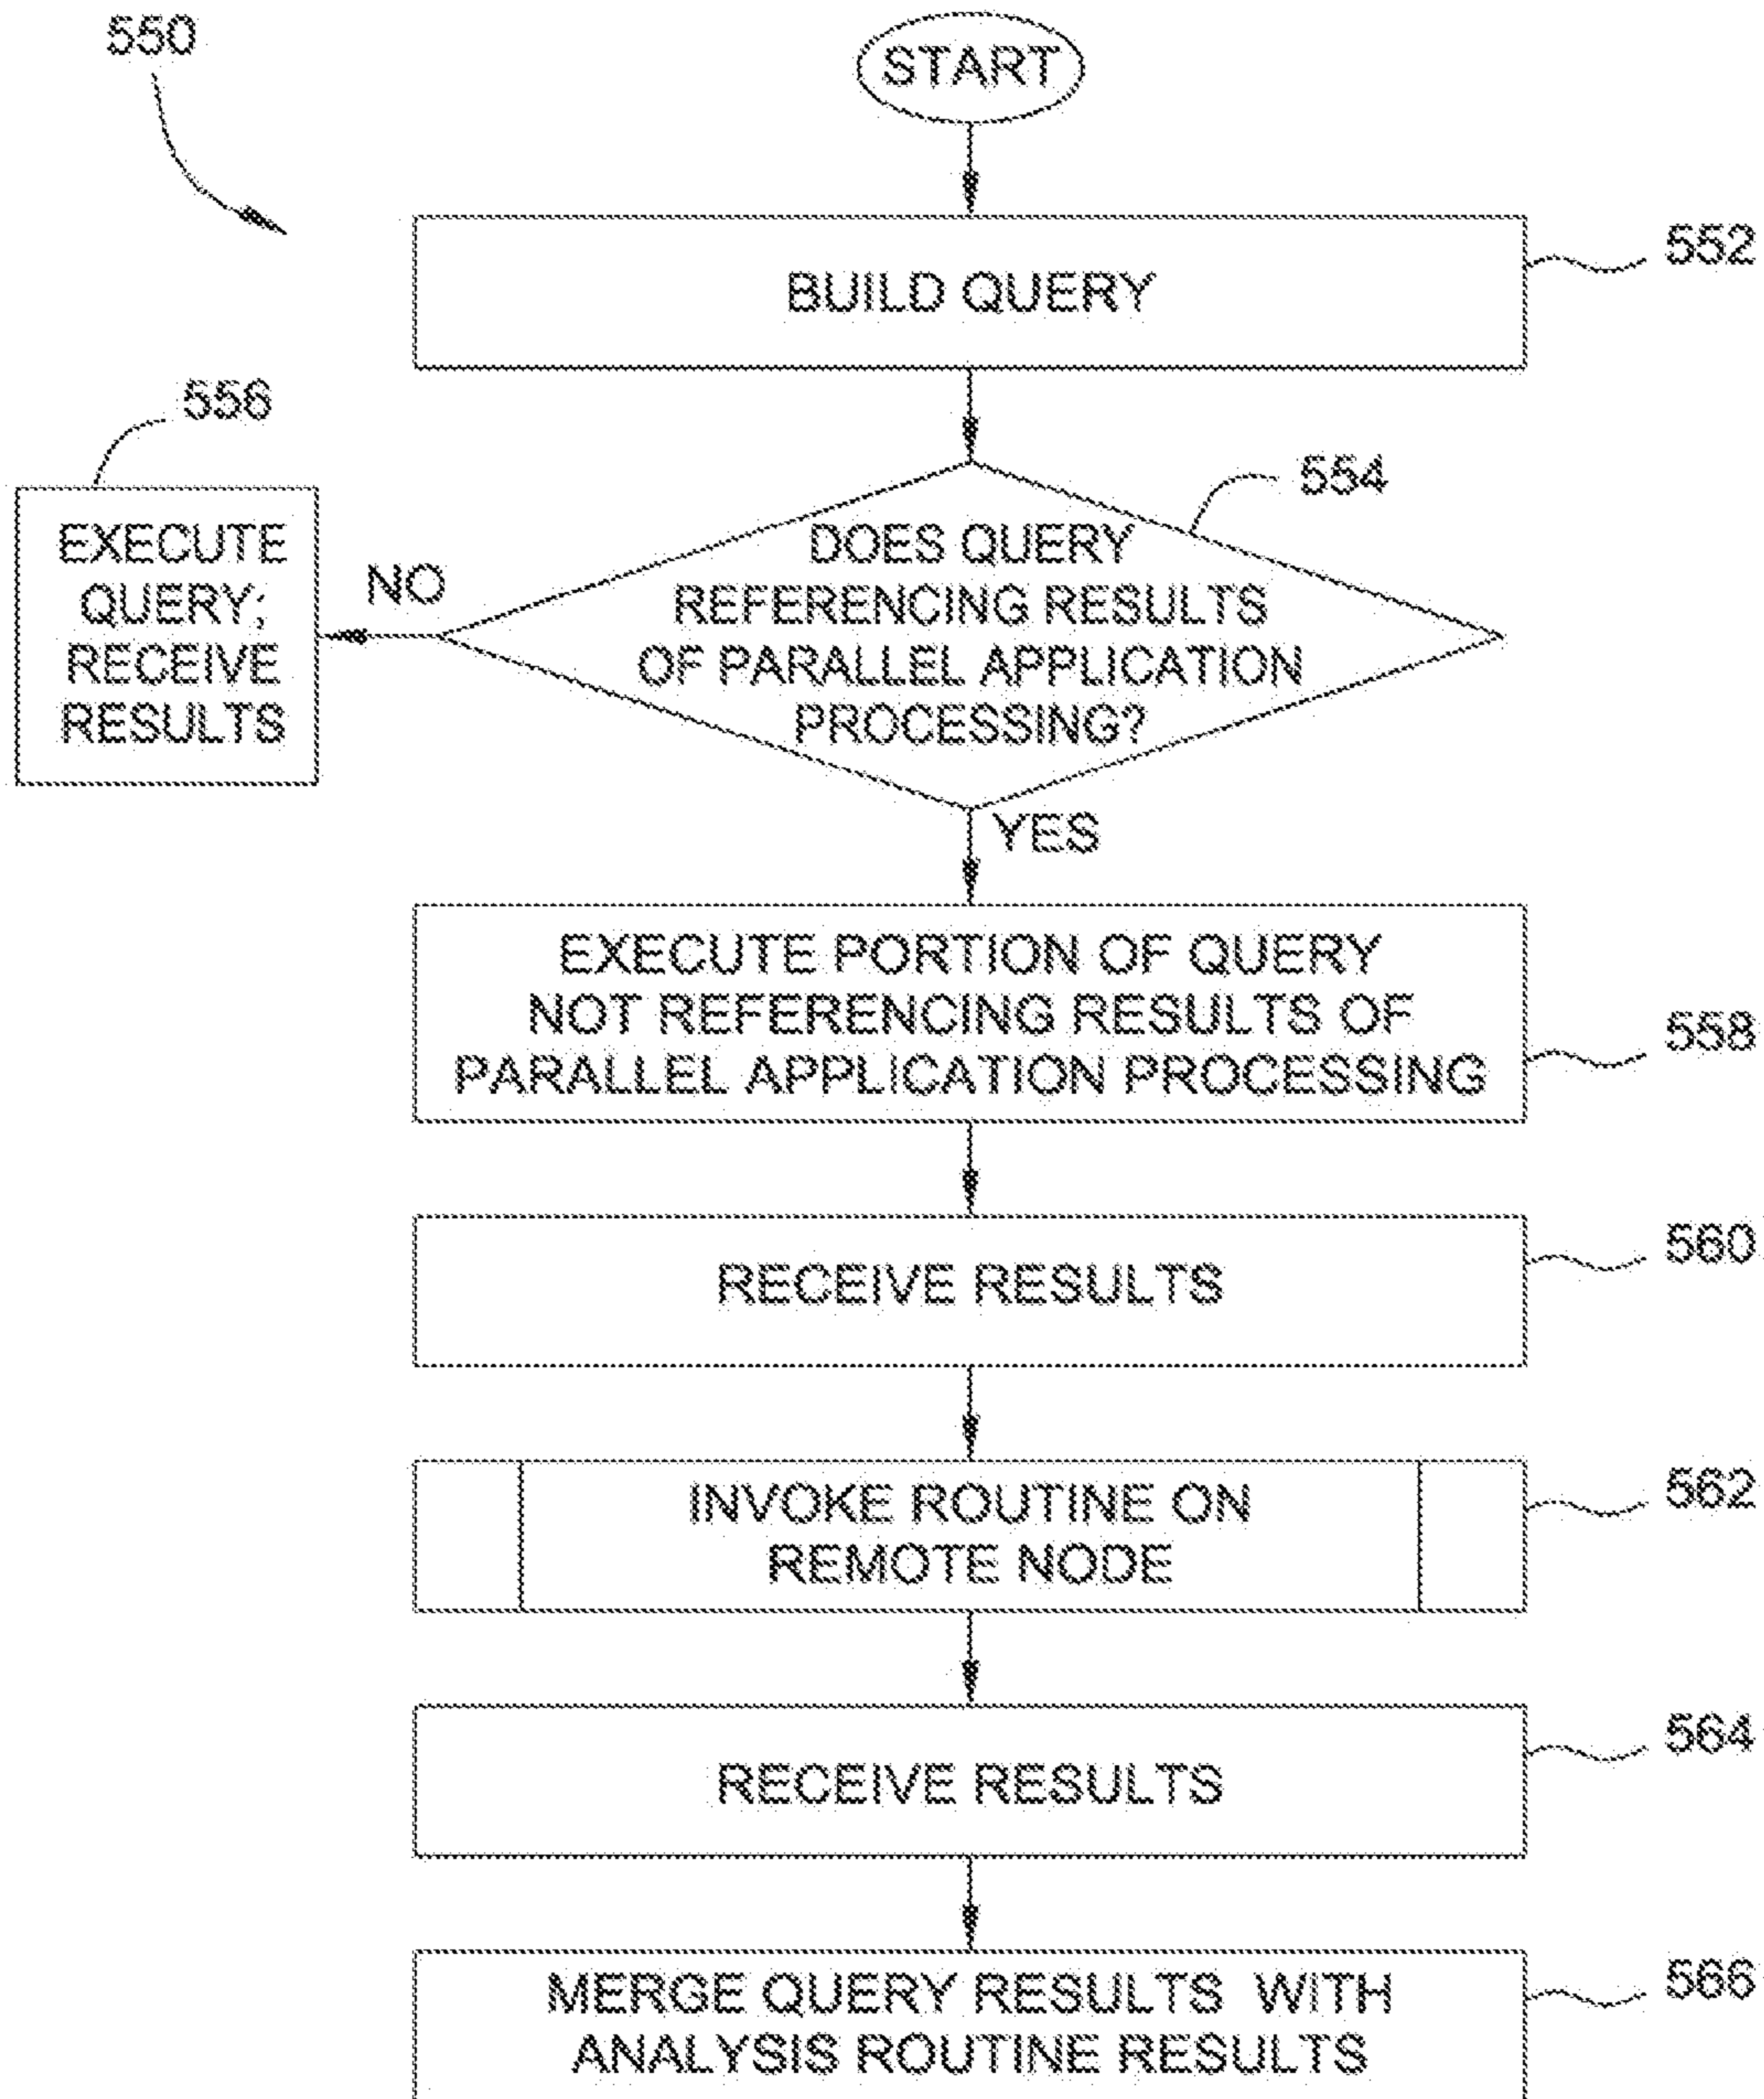 550
START
BUILD QUERY
552
556
554
EXECUTE
QUERY;
RECEIVE
RESULTS
NO
DOES QUERY
REFERENCING RESULTS
OF PARALLEL APPLICATION
PROCESSING?
YES
EXECUTE PORTION OF QUERY
NOT REFERENCING RESULTS OF
PARALLEL APPLICATION PROCESSING
558
RECEIVE RESULTS
560
INVOKE ROUTINE ON
REMOTE NODE
562
RECEIVE RESULTS
564
MERGE QUERY RESULTS WITH
ANALYSIS ROUTINE RESULTS
566